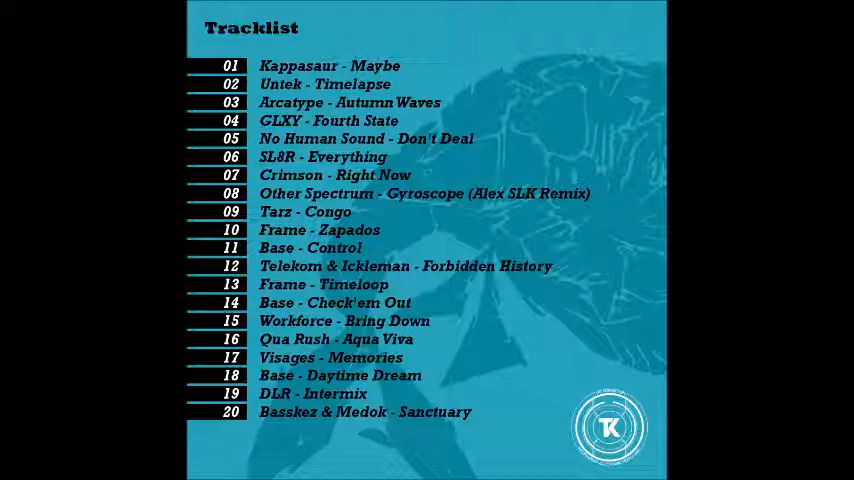 Tracklist
01 Kappasaur - Maybe
02 Untek - Timelapse
03 Arcatype - Autumn Waves
04 GLXY - Fourth State
05 No Human Sound - Don't Deal
06 SL8R - Everything
07 Crimson - Right Now
08 Other Spectrum - Gyroscope (Alex SLK Remix)
09 Tarz - Congo
10 Frame - Zapados
11 Base - Control
12 Telekom & Ickleman - Forbidden History
13 Frame - Timeloop
14 Base - Check'em Out
15 Workforce - Bring Down
16 Qua Rush - Aqua Viva
17 Visages - Memories
18 Base - Daytime Dream
19 DLR - Intermix
20 Basskez & Medok - Sanctuary
TK